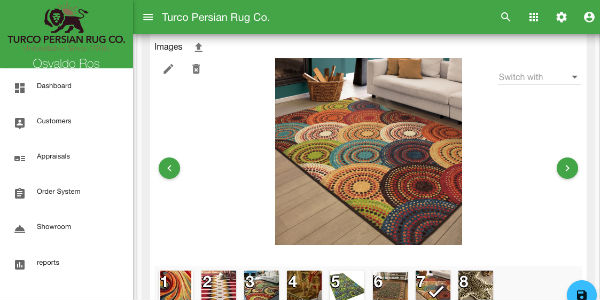 TURCO PERSIAN RUG CO.
Osvaldo Ros
Dashboard
Customers
Appraisals
Order System
Showroom
reports
Turco Persian Rug Co.
Images
Switch with
1 2 3 4 5 6 7 8